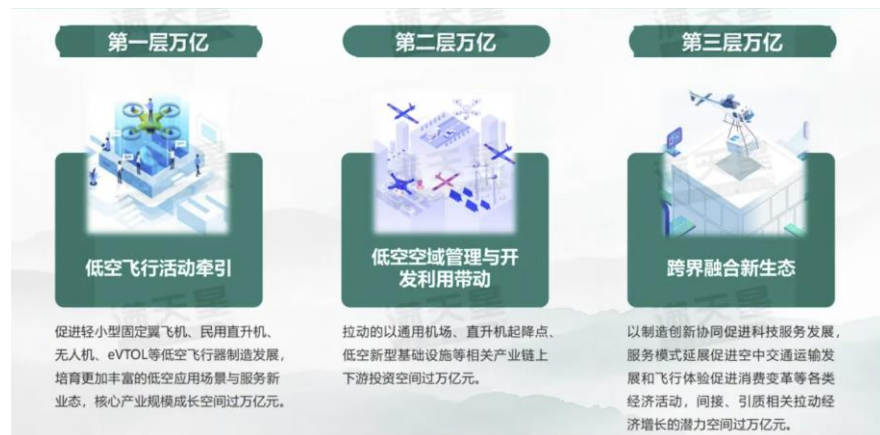 第一层万亿
第二层万亿
第三层万亿
低空飞行活动牵引
低空空域管理与开
发利用带动
跨界融合新生态
促进轻小型固定翼飞机、民用直升机、
无人机、eVTOL等低空飞行器制造发展，
培育更加丰富的低空应用场景与服务新
业态，核心产业规模成长空间过万亿元。
拉动的以通用机场、直升机起降点、
低空新型基础设施等相关产业链上
下游投资空间过万亿元。
以制造创新协同促进科技服务发展，
服务模式延展促进空中交通运输发
展和飞行体验促进消费变革等各类
经济活动，间接、引质相关拉动经
济增长的潜力空间过万亿元。
满天星